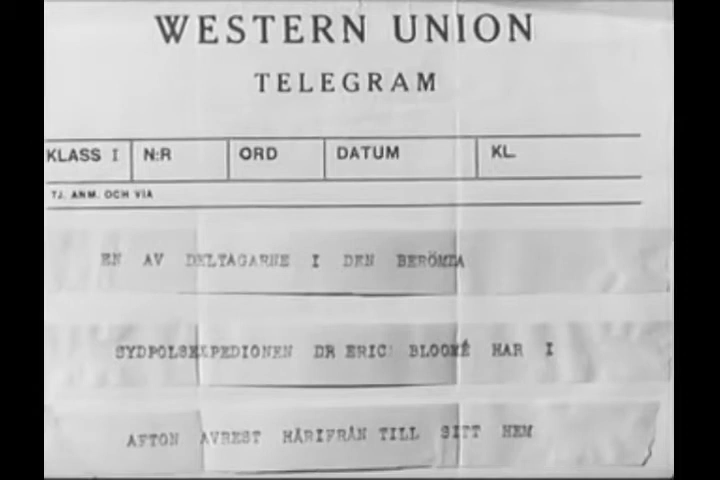 WESTERN UNION
TELEGRAM
KLASS I N:R ORD DATUM KL.
TJ. ANM. OCH VIA
EN AV DELTAGARNE I DEN BERÖMDA
SYDPOLSEXPEDIONEN DR ERIC BLOOMÉ HAR I
AFTON AVREST HÄRIFRÅN TILL SITT HEM